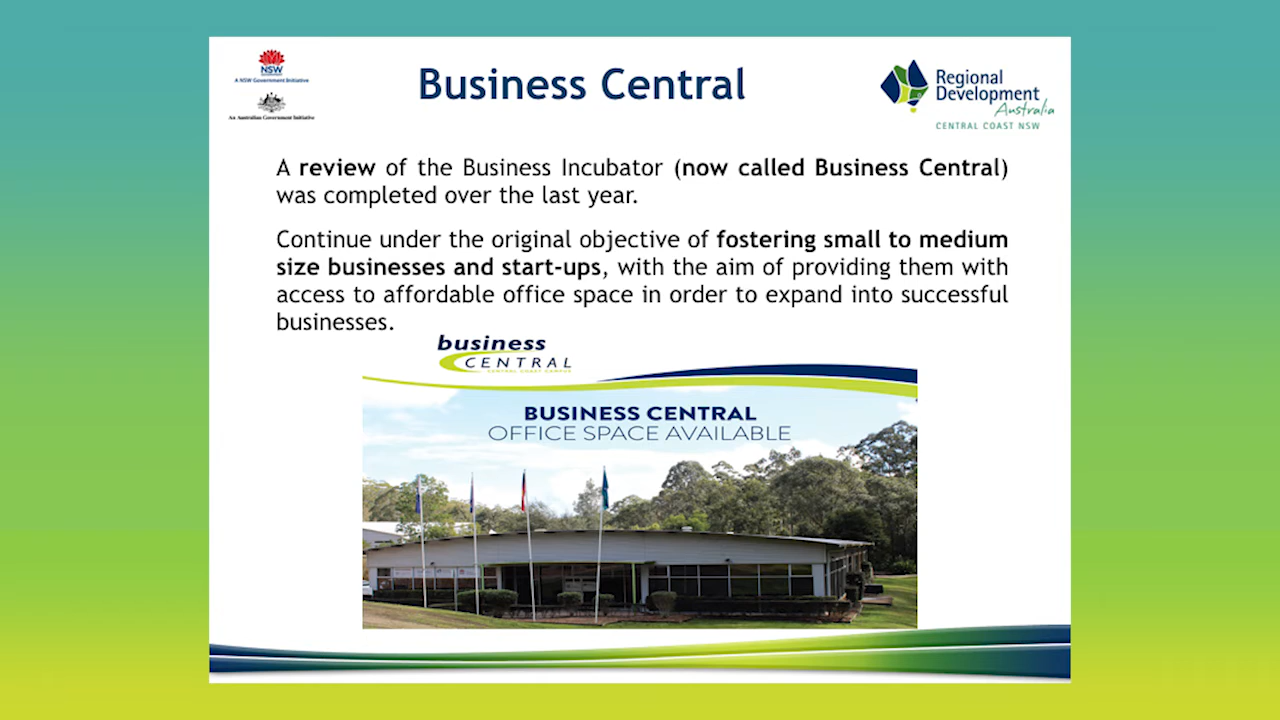 NSW
A NSW Government Initiative
An Australian Government Initiative
Business Central
Regional
Development
Australia
CENTRAL COAST NSW
A review of the Business Incubator (now called Business Central)
was completed over the last year.
Continue under the original objective of fostering small to medium
size businesses and start-ups, with the aim of providing them with
access to affordable office space in order to expand into successful
businesses.
business
CENTRAL
CENTRAL COAST CAMPUS
BUSINESS CENTRAL
OFFICE SPACE AVAILABLE